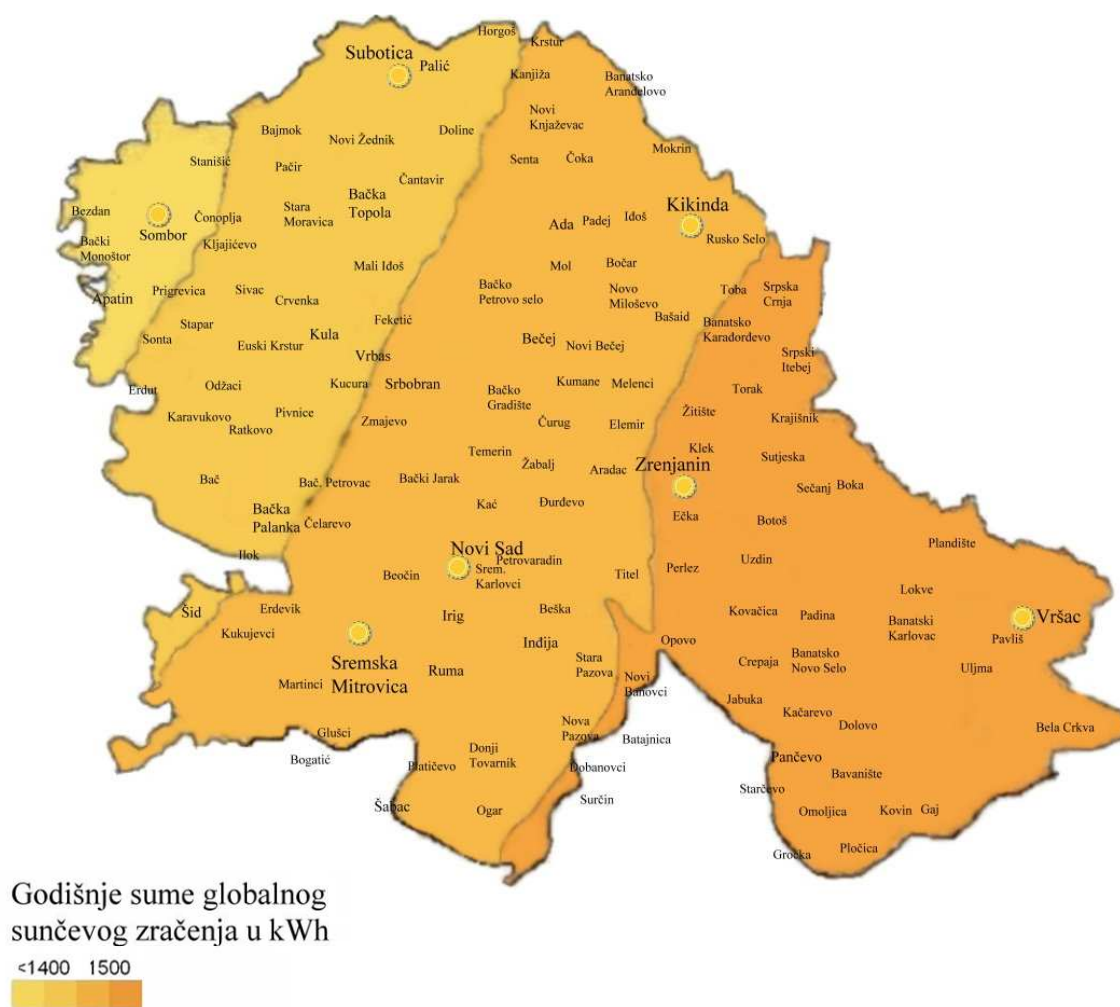 Horgoš
Krstur
Subotica
Palić
Kanjiža
Banatsko
Aranđelovo
Novi
Knjaževac
Bajmok
Novi Žednik
Doline
Mokrin
Stanišić
Pačir
Senta
Čoka
Čantavir
Bačka
Topola
Stara
Moravica
Kikinda
Bezdan
Čonoplja
Ada
Padej
Iđoš
Sombor
Rusko Selo
Bački
Monoštor
Kljajićevo
Mali Iđoš
Mol
Bočar
Prigrevica
Sivac
Bačko
Petrovo selo
Novo
Miloševo
Toba
Srpska
Crnja
Apatin
Crvenka
Stapar
Feketić
Bašaid
Banatsko
Karađorđevo
Sonta
Kula
Euski Krstur
Bečej
Novi Bečej
Vrbas
Srpski
Itebej
Erdut
Odžaci
Kucura
Srbobran
Bačko
Gradište
Kumane
Melenci
Torak
Karavukovo
Pivnice
Ratkovo
Zmajevo
Čurug
Elemir
Žitište
Krajišnik
Temerin
Klek
Bač
Bač. Petrovac
Bački Jarak
Žabalj
Aradac
Zrenjanin
Sutjeska
Sečanj
Boka
Bačka
Palanka
Čelarevo
Kać
Đurđevo
Ečka
Botoš
Ilok
Novi Sad
Petrovaradin
Srem.
Karlovci
Beočin
Titel
Perlez
Uzdin
Plandište
Lokve
Šid
Erdevik
Irig
Beška
Kovačica
Padina
Banatski
Karlovac
Vršac
Kukujevci
Inđija
Opovo
Pavliš
Sremska
Mitrovica
Ruma
Stara
Pazova
Crepaja
Banatsko
Novo Selo
Uljma
Martinci
Novi
Banovci
Jabuka
Kačarevo
Dolovo
Bela Crkva
Glušci
Nova
Pazova
Batajnica
Bogatić
Platičevo
Donji
Tovarnik
Dobanovci
Pančevo
Bavanište
Starčevo
Šabac
Ogar
Surčin
Omoljica
Kovin
Gaj
Grocka
Pločica
Godišnje sume globalnog
sunčevog zračenja u kWh
<1400 1500